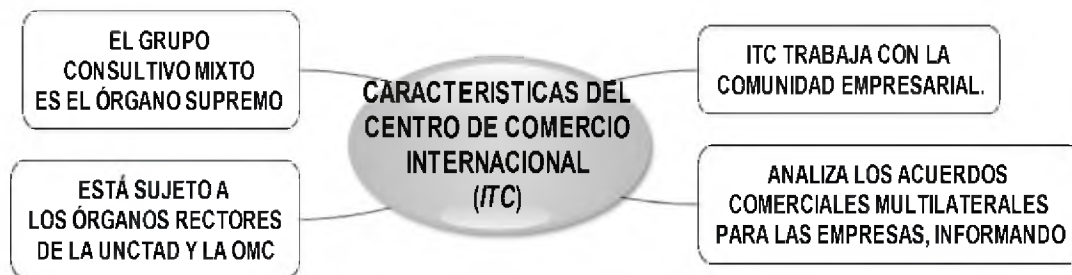 EL GRUPO
CONSULTIVO MIXTO
ES EL ÓRGANO SUPREMO
ESTÁ SUJETO A
LOS ÓRGANOS RECTORES
DE LA UNCTAD Y LA OMC
CARACTERISTICAS DEL
CENTRO DE COMERCIO
INTERNACIONAL
(ITC)
ITC TRABAJA CON LA
COMUNIDAD EMPRESARIAL.
ANALIZA LOS ACUERDOS
COMERCIALES MULTILATERALES
PARA LAS EMPRESAS, INFORMANDO